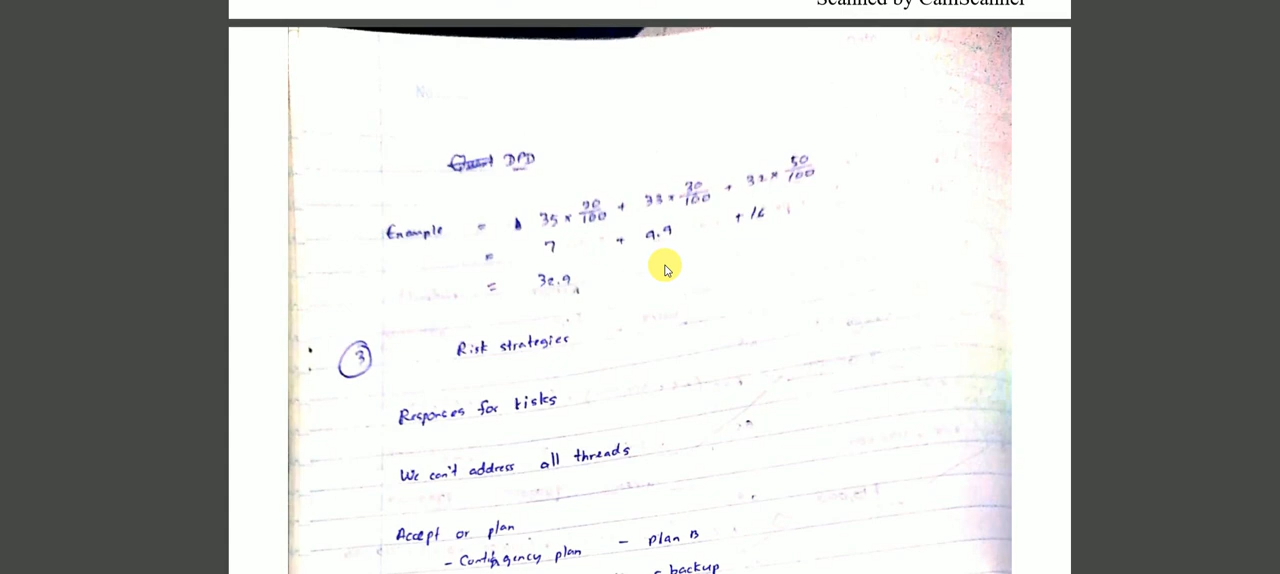 Scanned by CamScanner
DPD
Example = 35 × 20/100 + 33 × 30/100 + 32 × 50/100
= 7 + 9.9 + 16
= 32.9
3 Risk strategies
Responces for risks
We can't address all threads
Accept or plan
- Contigency plan - plan B
- backup